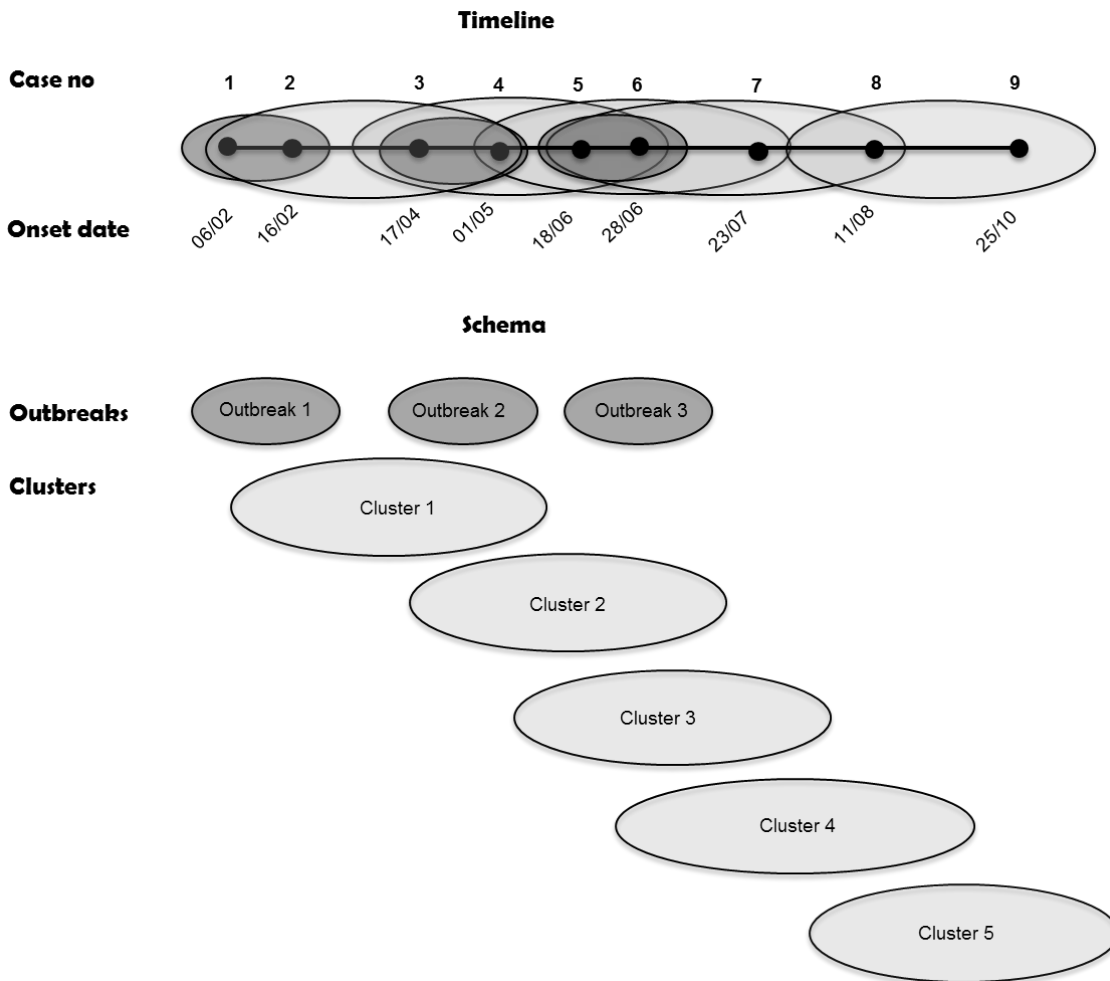 Timeline
Case no 1 2 3 4 5 6 7 8 9
Onset date 06/02 16/02 17/04 01/05 18/06 28/06 23/07 11/08 25/10
Schema
Outbreaks Outbreak 1 Outbreak 2 Outbreak 3
Clusters Cluster 1
Cluster 2
Cluster 3
Cluster 4
Cluster 5